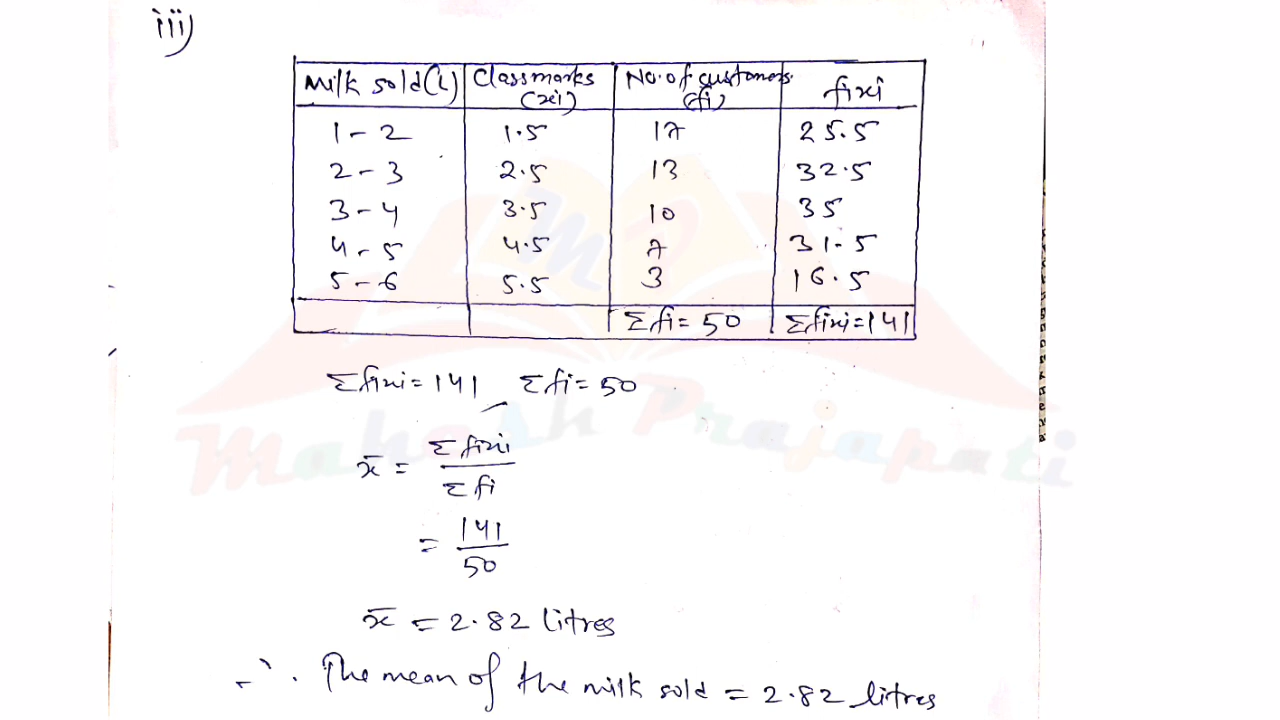 iii)
Milk sold (L) Classmarks (xi) No. of customers (fi) fixi
1-2 1.5 17 25.5
2-3 2.5 13 32.5
3-4 3.5 10 35
4-5 4.5 7 31.5
5-6 5.5 3 16.5
Σfi = 50 Σfixi = 141
Σfixi = 141 Σfi = 50
x̄ = Σfixi / Σfi
= 141 / 50
x̄ = 2.82 litres
∴ The mean of the milk sold = 2.82 litres
Mahesh Prajapati